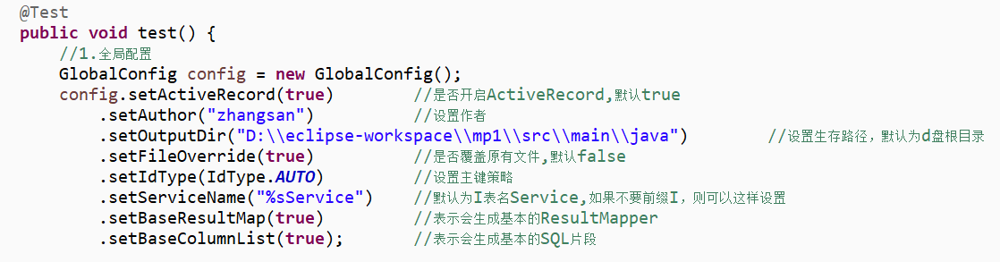 @Test
public void test() {
//1.全局配置
GlobalConfig config = new GlobalConfig();
config.setActiveRecord(true) //是否开启ActiveRecord,默认true
.setAuthor("zhangsan") //设置作者
.setOutputDir("D:\\eclipse-workspace\\mp1\\src\\main\\java") //设置生存路径，默认为d盘根目录
.setFileOverride(true) //是否覆盖原有文件,默认false
.setIdType(IdType.AUTO) //设置主键策略
.setServiceName("%sService") //默认为I表名Service,如果不要前缀I，则可以这样设置
.setBaseResultMap(true) //表示会生成基本的ResultMapper
.setBaseColumnList(true); //表示会生成基本的SQL片段